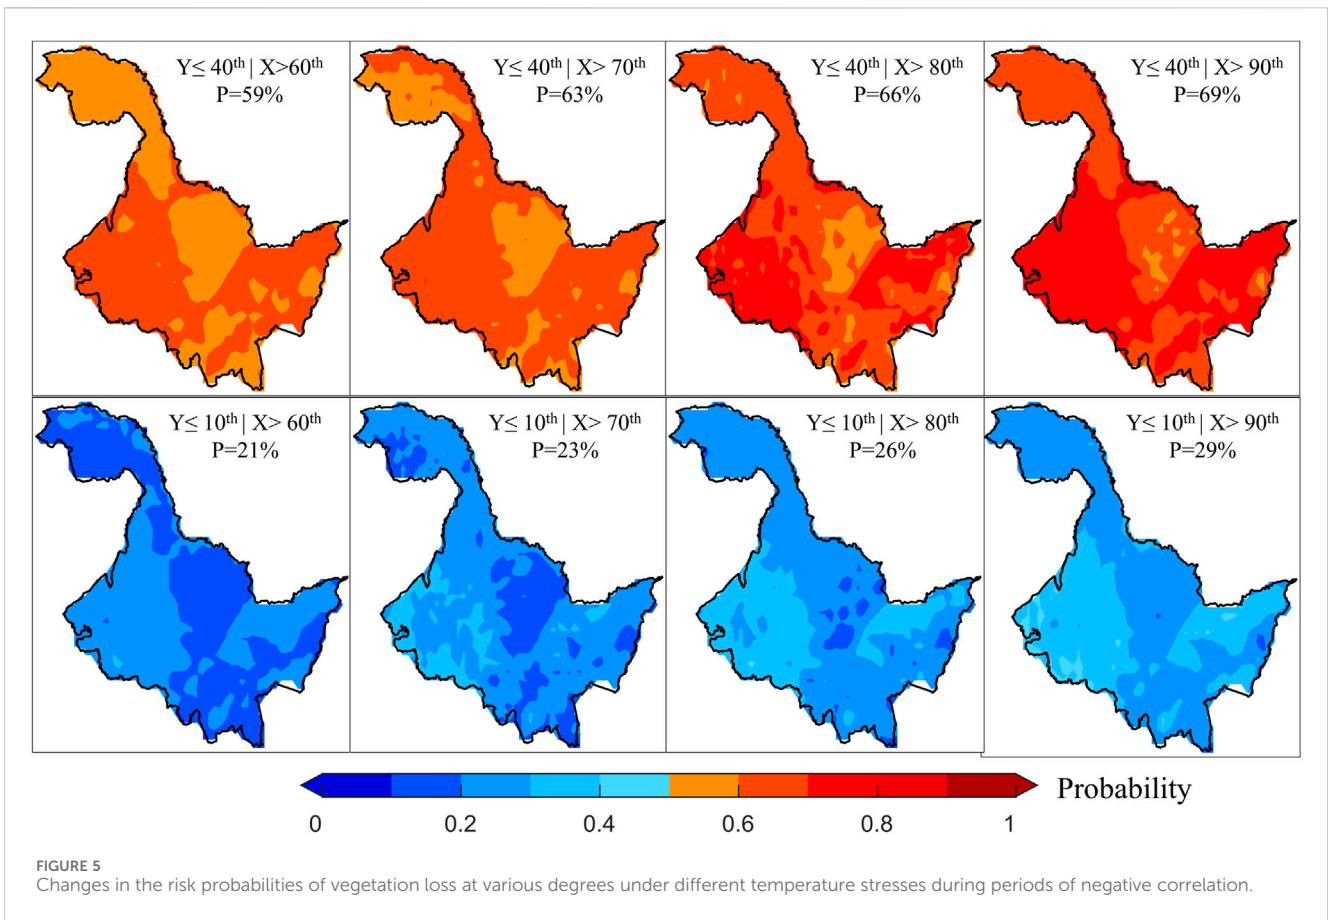 Y≤ 40th | X>60th
P=59%
Y≤ 40th | X> 70th
P=63%
Y≤ 40th | X> 80th
P=66%
Y≤ 40th | X> 90th
P=69%
Y≤ 10th | X> 60th
P=21%
Y≤ 10th | X> 70th
P=23%
Y≤ 10th | X> 80th
P=26%
Y≤ 10th | X> 90th
P=29%
Probability
0 0.2 0.4 0.6 0.8 1
FIGURE 5
Changes in the risk probabilities of vegetation loss at various degrees under different temperature stresses during periods of negative correlation.